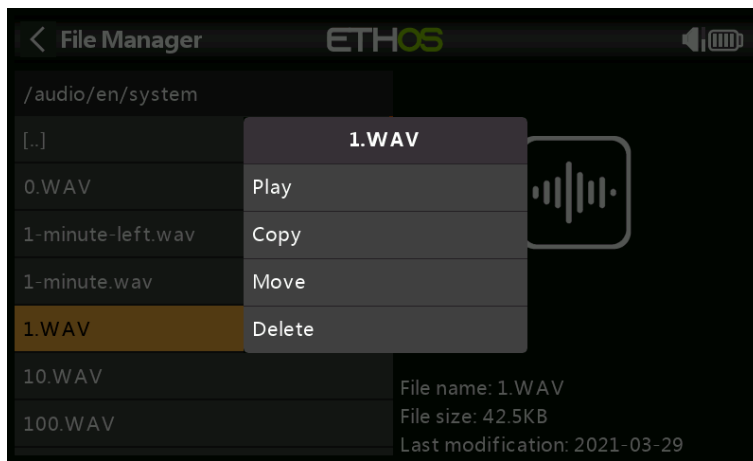 File Manager
ETHOS
/audio/en/system
[..]
0.WAV
1-minute-left.wav
1-minute.wav
1.WAV
10.WAV
100.WAV
1.WAV
Play
Copy
Move
Delete
File name: 1.WAV
File size: 42.5KB
Last modification: 2021-03-29